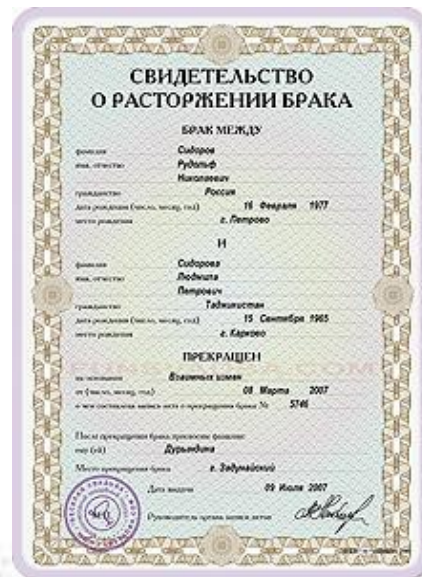 СВИДЕТЕЛЬСТВО
О РАСТОРЖЕНИИ БРАКА
БРАК МЕЖДУ
фамилия Сидоров
имя, отчество Рудольф
Николаевич
гражданство Россия
дата рождения (число, месяц, год) 16 Февраля 1977
место рождения г. Петрово
И
фамилия Сидорова
имя, отчество Людмила
Петрович
гражданство Таджикистан
дата рождения (число, месяц, год) 15 Сентября 1965
место рождения г. Карково
ПРЕКРАЩЕН
на основании Взаимных измен
от (число, месяц, год) 08 Марта 2007
о чем составлена запись акта о прекращении брака № 5746
После прекращения брака присвоены фамилии:
ему (ей) Дурындина
Место прекращения брака г. Задунайский
Дата выдачи 09 Июля 2007
Руководитель органа записи актов